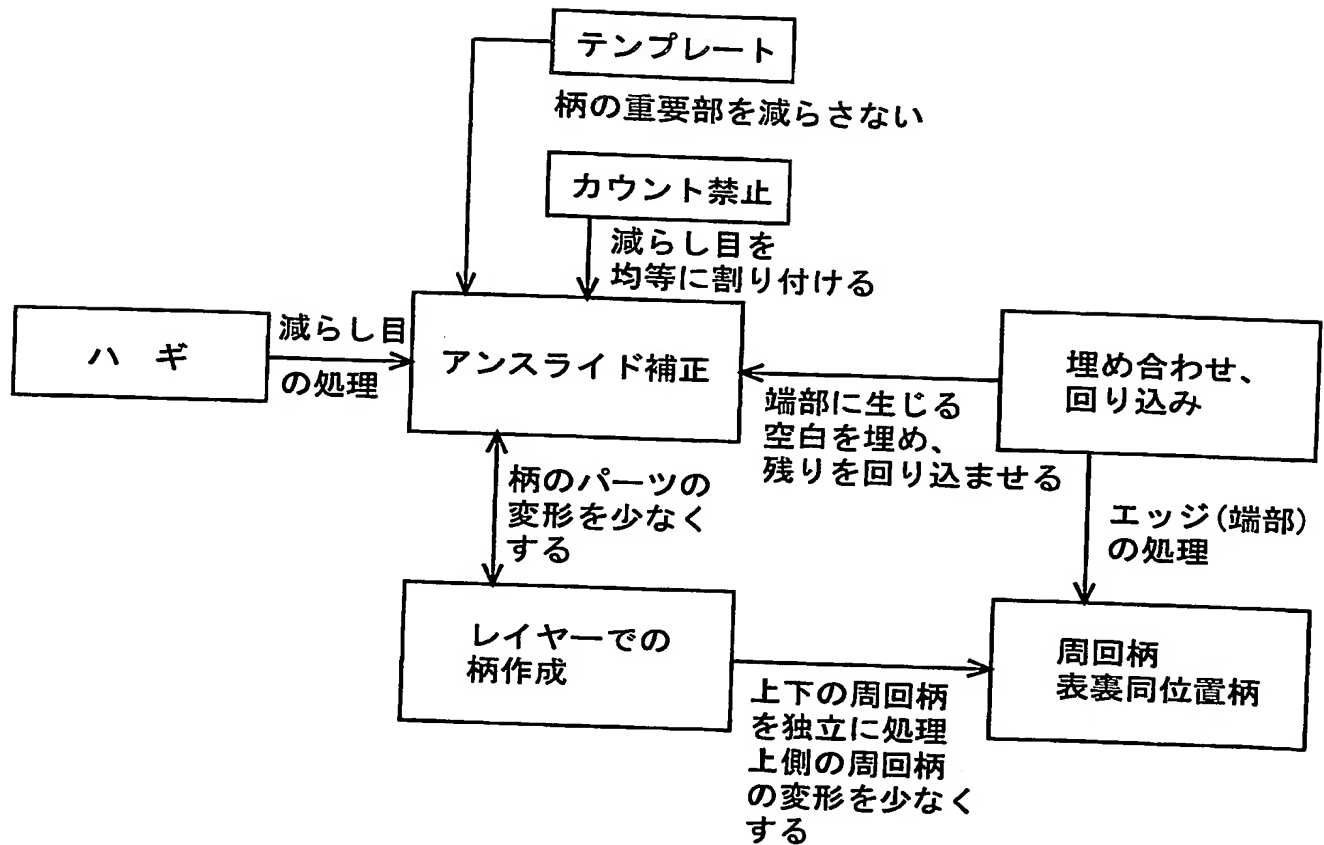 テンプレート
柄の重要部を減らさない
カウント禁止
減らし目を
均等に割り付ける
ハ ギ
減らし目
の処理
アンスライド補正
埋め合わせ、
回り込み
端部に生じる
空白を埋め、
残りを回り込ませる
柄のパーツの
変形を少なく
する
エッジ(端部)
の処理
レイヤーでの
柄作成
上下の周回柄
を独立に処理
上側の周回柄
の変形を少なく
する
周回柄
表裏同位置柄